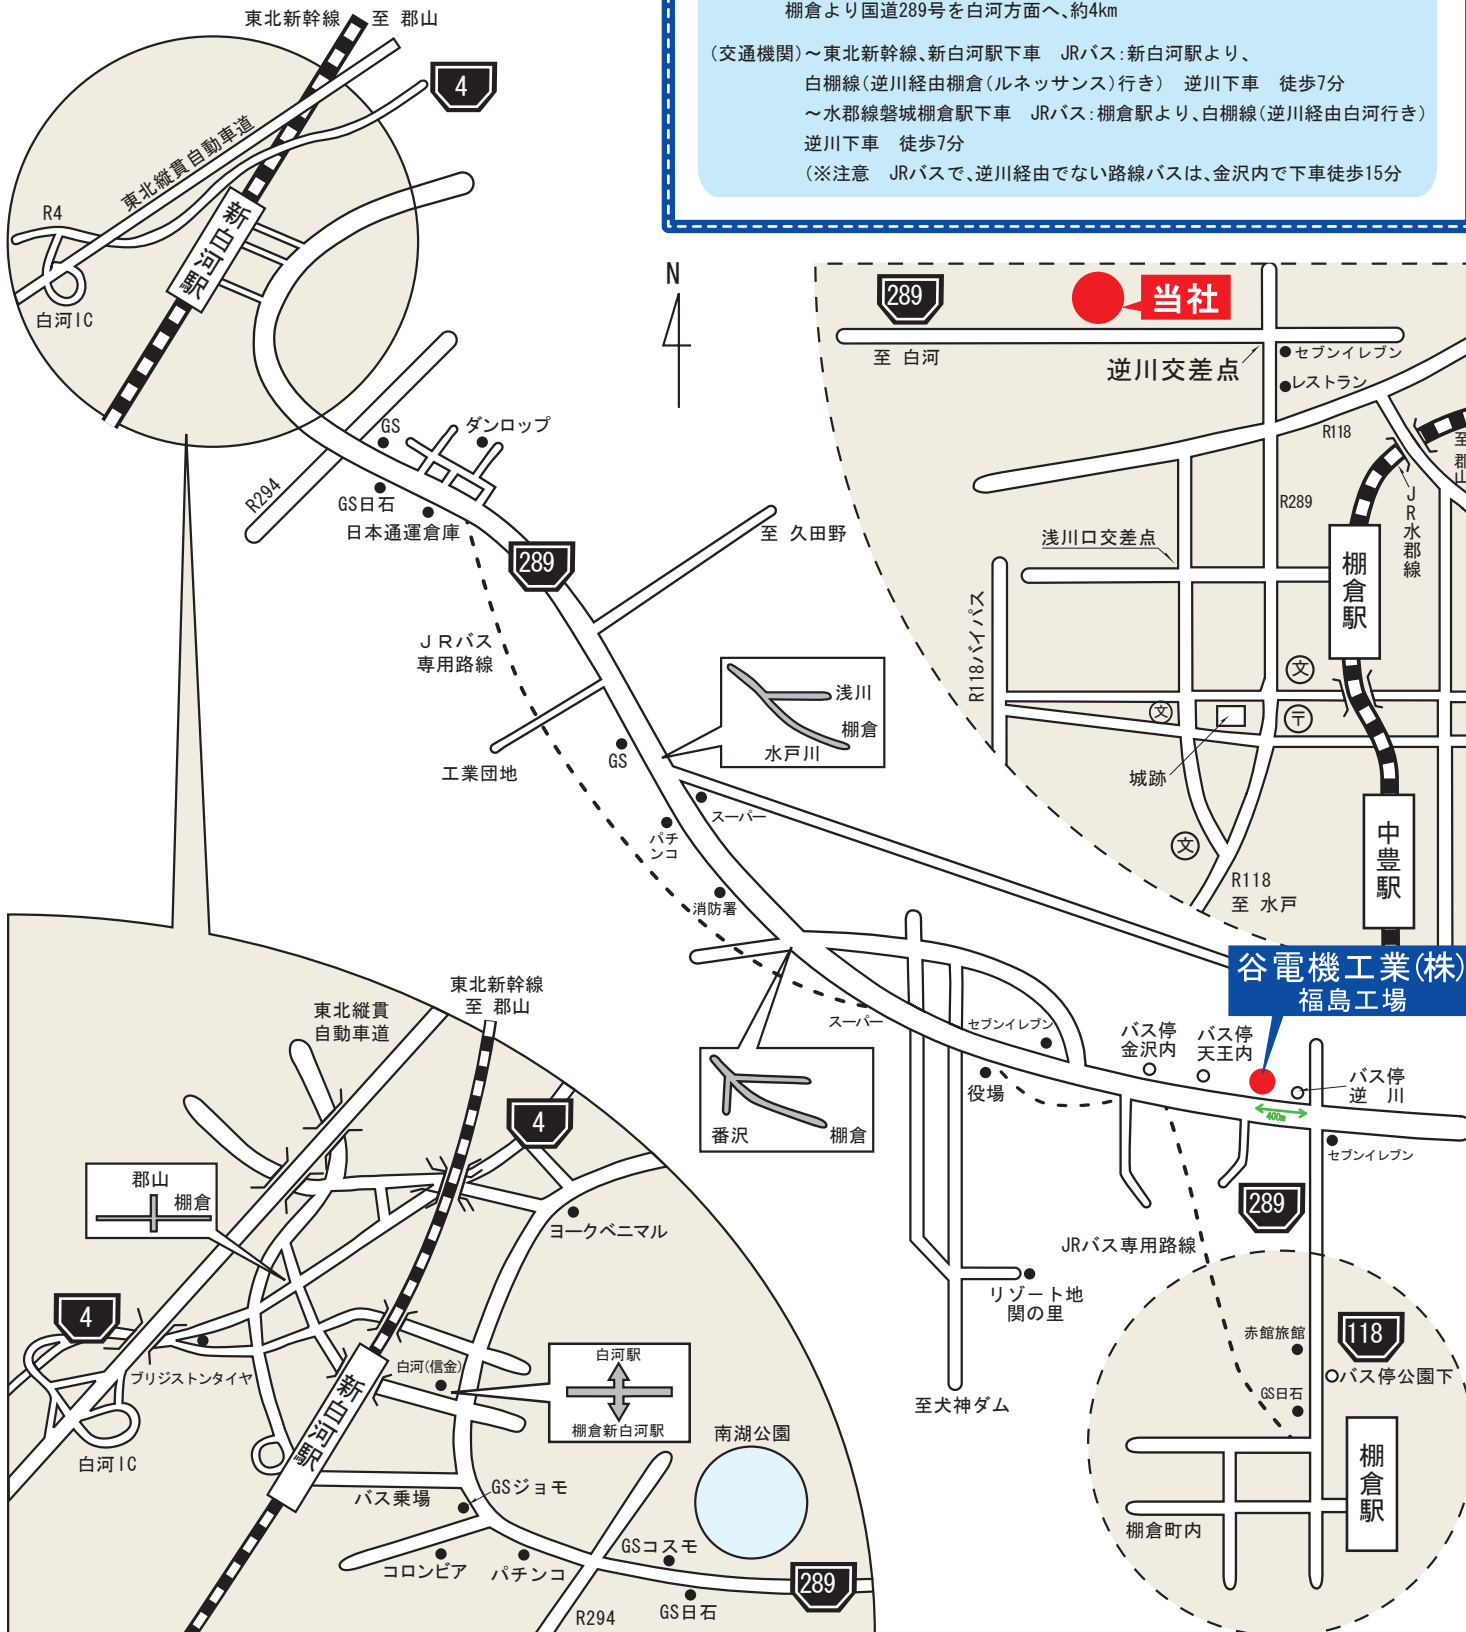 棚倉より国道289号を白河方面へ、約4km
(交通機関)～東北新幹線、新白河駅下車　JRバス:新白河駅より、
白棚線(逆川経由棚倉(ルネッサンス)行き)　逆川下車　徒歩7分
～水郡線磐城棚倉駅下車　JRバス:棚倉駅より、白棚線(逆川経由白河行き)
逆川下車　徒歩7分
(※注意　JRバスで、逆川経由でない路線バスは、金沢内で下車徒歩15分
東北新幹線
至 郡山
4
東北縦貫自動車道
R4
新白河駅
白河IC
N
289
当社
至 白河
逆川交差点
セブンイレブン
レストラン
R118
至郡山
JR水郡線
R289
浅川口交差点
棚倉駅
R118バイパス
文
文
〒
城跡
文
中豊駅
R118
至 水戸
GS
ダンロップ
R294
GS日石
日本通運倉庫
289
至 久田野
JRバス
専用路線
浅川
棚倉
水戸川
工業団地
GS
スーパー
パチ
ンコ
消防署
谷電機工業(株)
福島工場
スーパー
セブンイレブン
バス停
金沢内
バス停
天王内
バス停
逆 川
役場
400m
セブンイレブン
番沢
棚倉
289
JRバス専用路線
リゾート地
関の里
至犬神ダム
赤館旅館
118
バス停公園下
GS日石
棚倉駅
棚倉町内
東北縦貫
自動車道
東北新幹線
至 郡山
4
郡山
棚倉
ヨークベニマル
4
ブリジストンタイヤ
白河(信金)
白河駅
棚倉新白河駅
新白河駅
白河IC
南湖公園
バス乗場
GSジョモ
コロンビア
パチンコ
GSコスモ
289
GS日石
R294